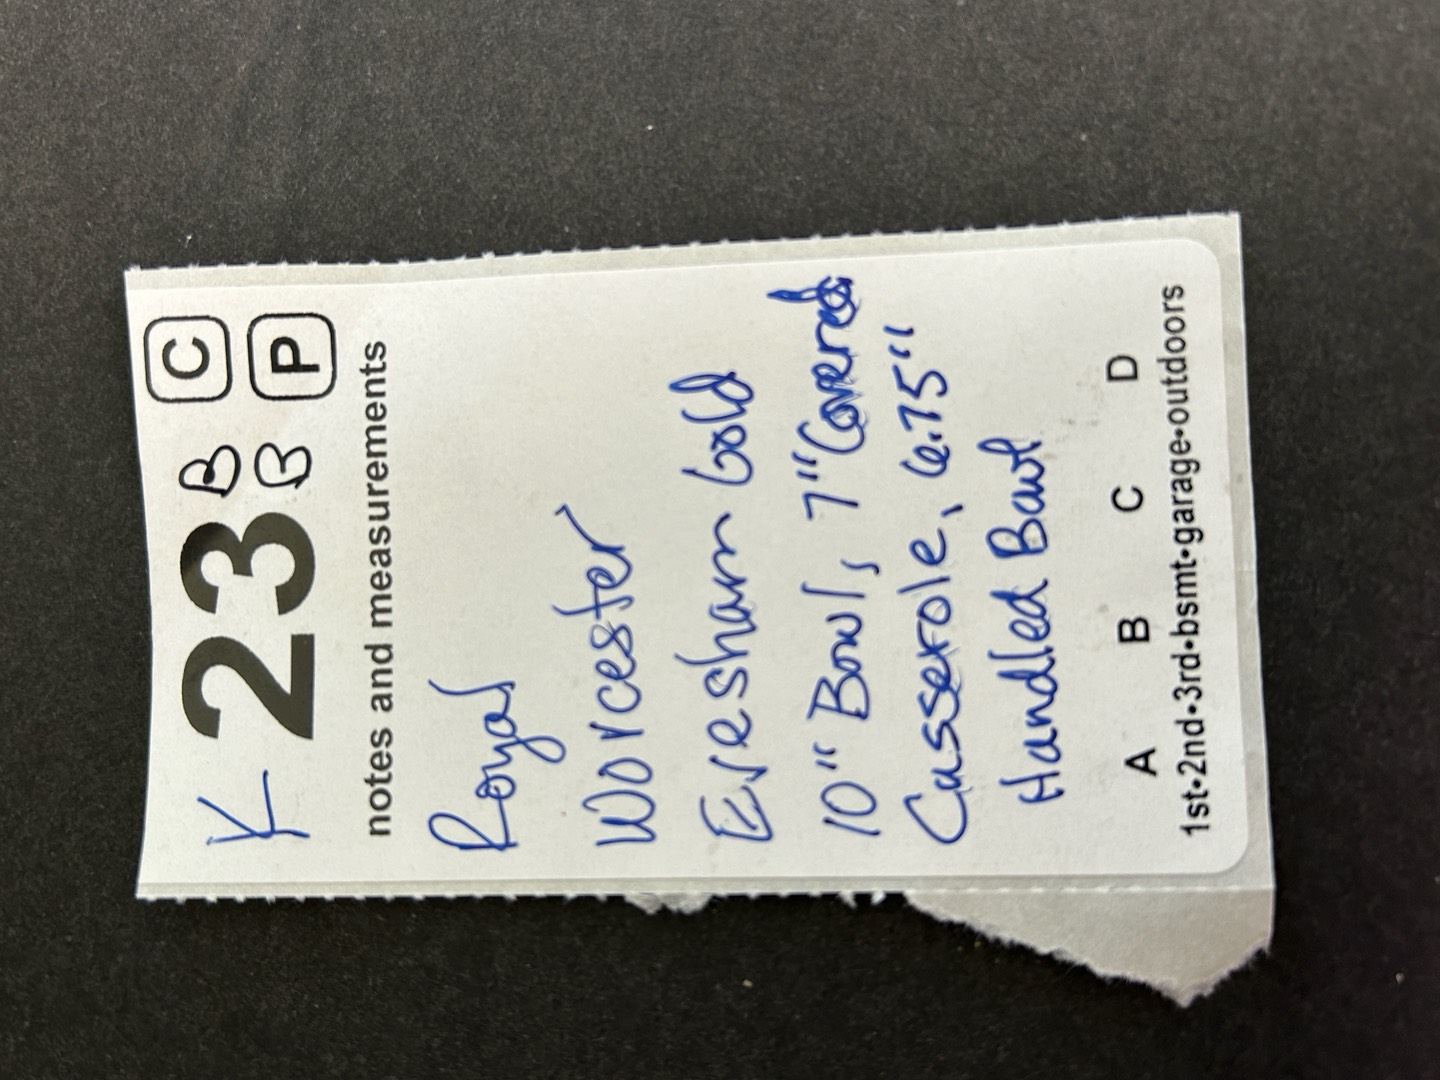 K 23 B C
B P
notes and measurements
Royal
Worcester
Evesham Gold
10" Bowl, 7" Covered
Casserole, 6.75"
Handled Bowl
A B C D
1st•2nd•3rd•bsmt•garage•outdoors